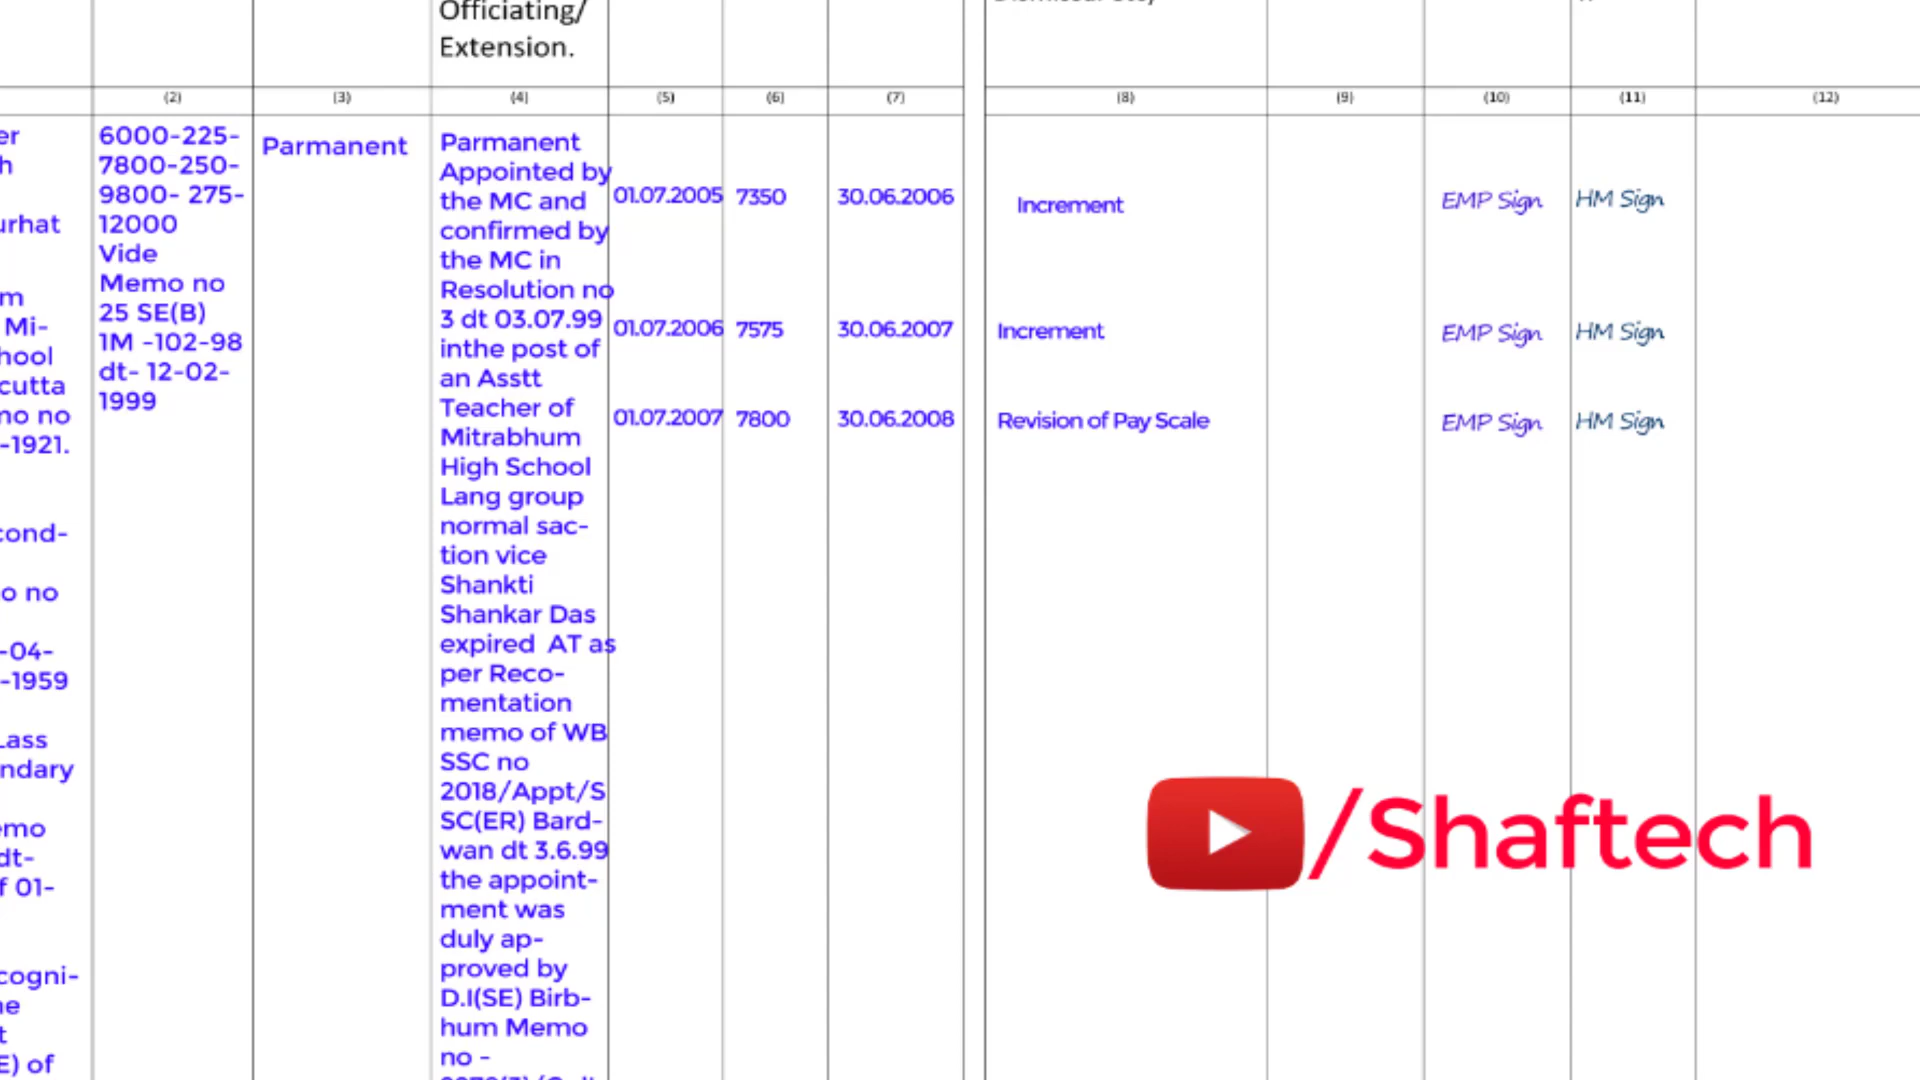 Officiating/
Extension.
(2) (3) (4) (5) (6) (7) (8) (9) (10) (11) (12)
er
h
urhat
m
Mi-
hool
cutta
mo no
-1921.
cond-
o no
-04-
-1959
Lass
ndary
emo
dt-
f 01-
cogni-
ne
t
E) of
6000-225-
7800-250-
9800- 275-
12000
Vide
Memo no
25 SE(B)
1M -102-98
dt- 12-02-
1999
Parmanent
Parmanent
Appointed by
the MC and
confirmed by
the MC in
Resolution no
3 dt 03.07.99
inthe post of
an Asstt
Teacher of
Mitrabhum
High School
Lang group
normal sac-
tion vice
Shankti
Shankar Das
expired  AT as
per Reco-
mentation
memo of WB
SSC no
2018/Appt/S
SC(ER) Bard-
wan dt 3.6.99
the appoint-
ment was
duly ap-
proved by
D.I(SE) Birb-
hum Memo
no -
01.07.2005 7350 30.06.2006 Increment EMP Sign HM Sign
01.07.2006 7575 30.06.2007 Increment EMP Sign HM Sign
01.07.2007 7800 30.06.2008 Revision of Pay Scale EMP Sign HM Sign
/Shaftech